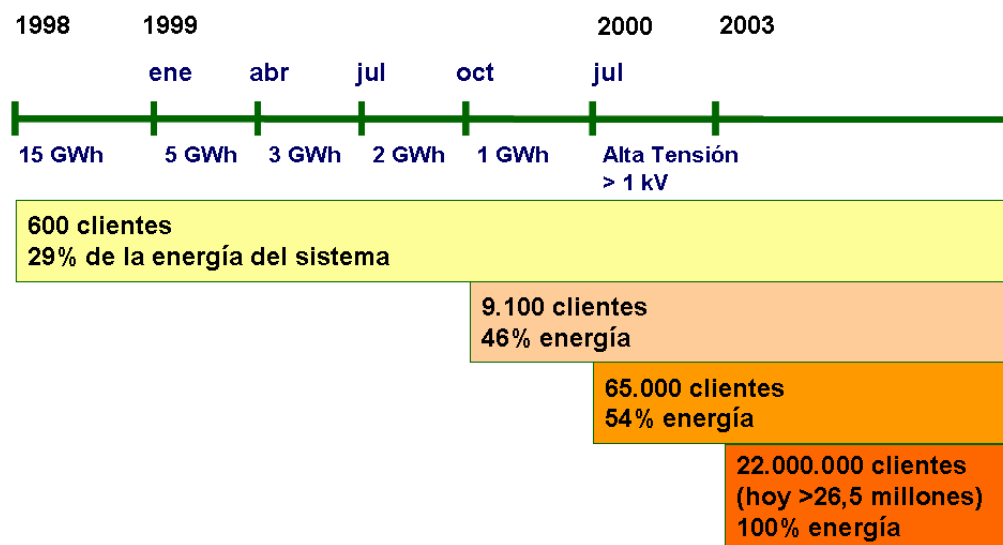 1998 1999 2000 2003
ene abr jul oct jul
15 GWh 5 GWh 3 GWh 2 GWh 1 GWh Alta Tensión
> 1 kV
600 clientes
29% de la energía del sistema
9.100 clientes
46% energía
65.000 clientes
54% energía
22.000.000 clientes
(hoy >26,5 millones)
100% energía